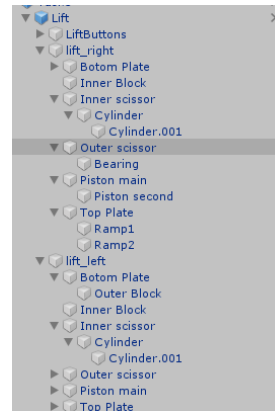 Lift
LiftButtons
lift_right
Botom Plate
Inner Block
Inner scissor
Cylinder
Cylinder.001
Outer scissor
Bearing
Piston main
Piston second
Top Plate
Ramp1
Ramp2
lift_left
Botom Plate
Outer Block
Inner Block
Inner scissor
Cylinder
Cylinder.001
Outer scissor
Piston main
Top Plate